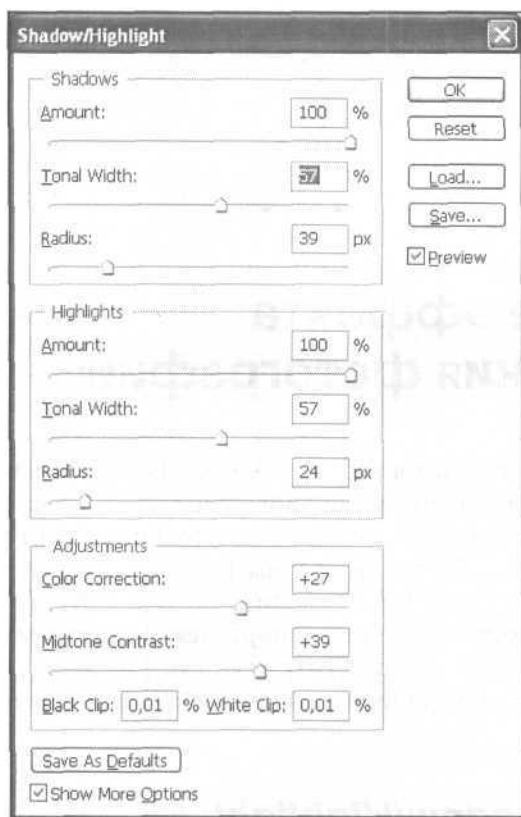 Shadow/Highlight
Shadows
Amount: 100 %
Tonal Width: 57 %
Radius: 39 px
Highlights
Amount: 100 %
Tonal Width: 57 %
Radius: 24 px
Adjustments
Color Correction: +27
Midtone Contrast: +39
Black Clip: 0,01 % White Clip: 0,01 %
Save As Defaults
Show More Options
OK
Reset
Load...
Save...
Preview